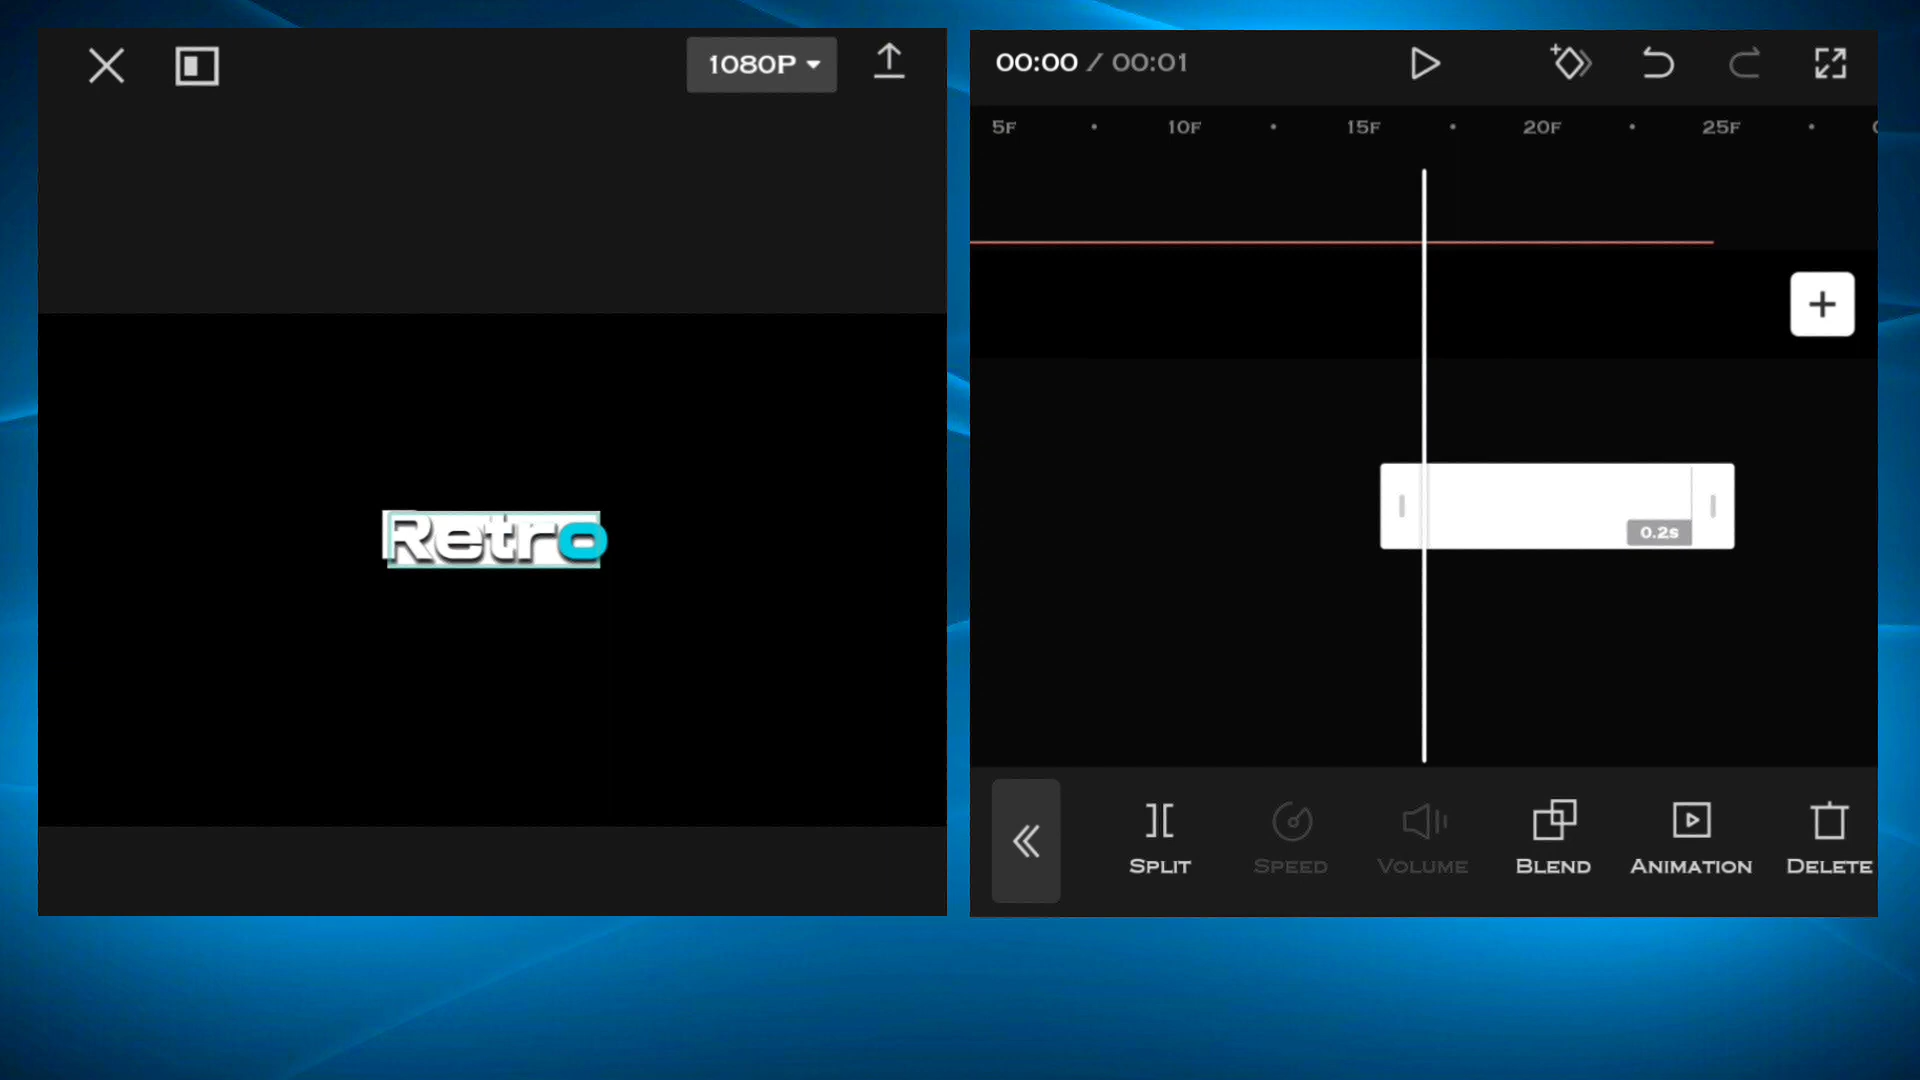 1080P
Retro
00:00 / 00:01
5F 10F 15F 20F 25F
0.2s
SPLIT SPEED VOLUME BLEND ANIMATION DELETE